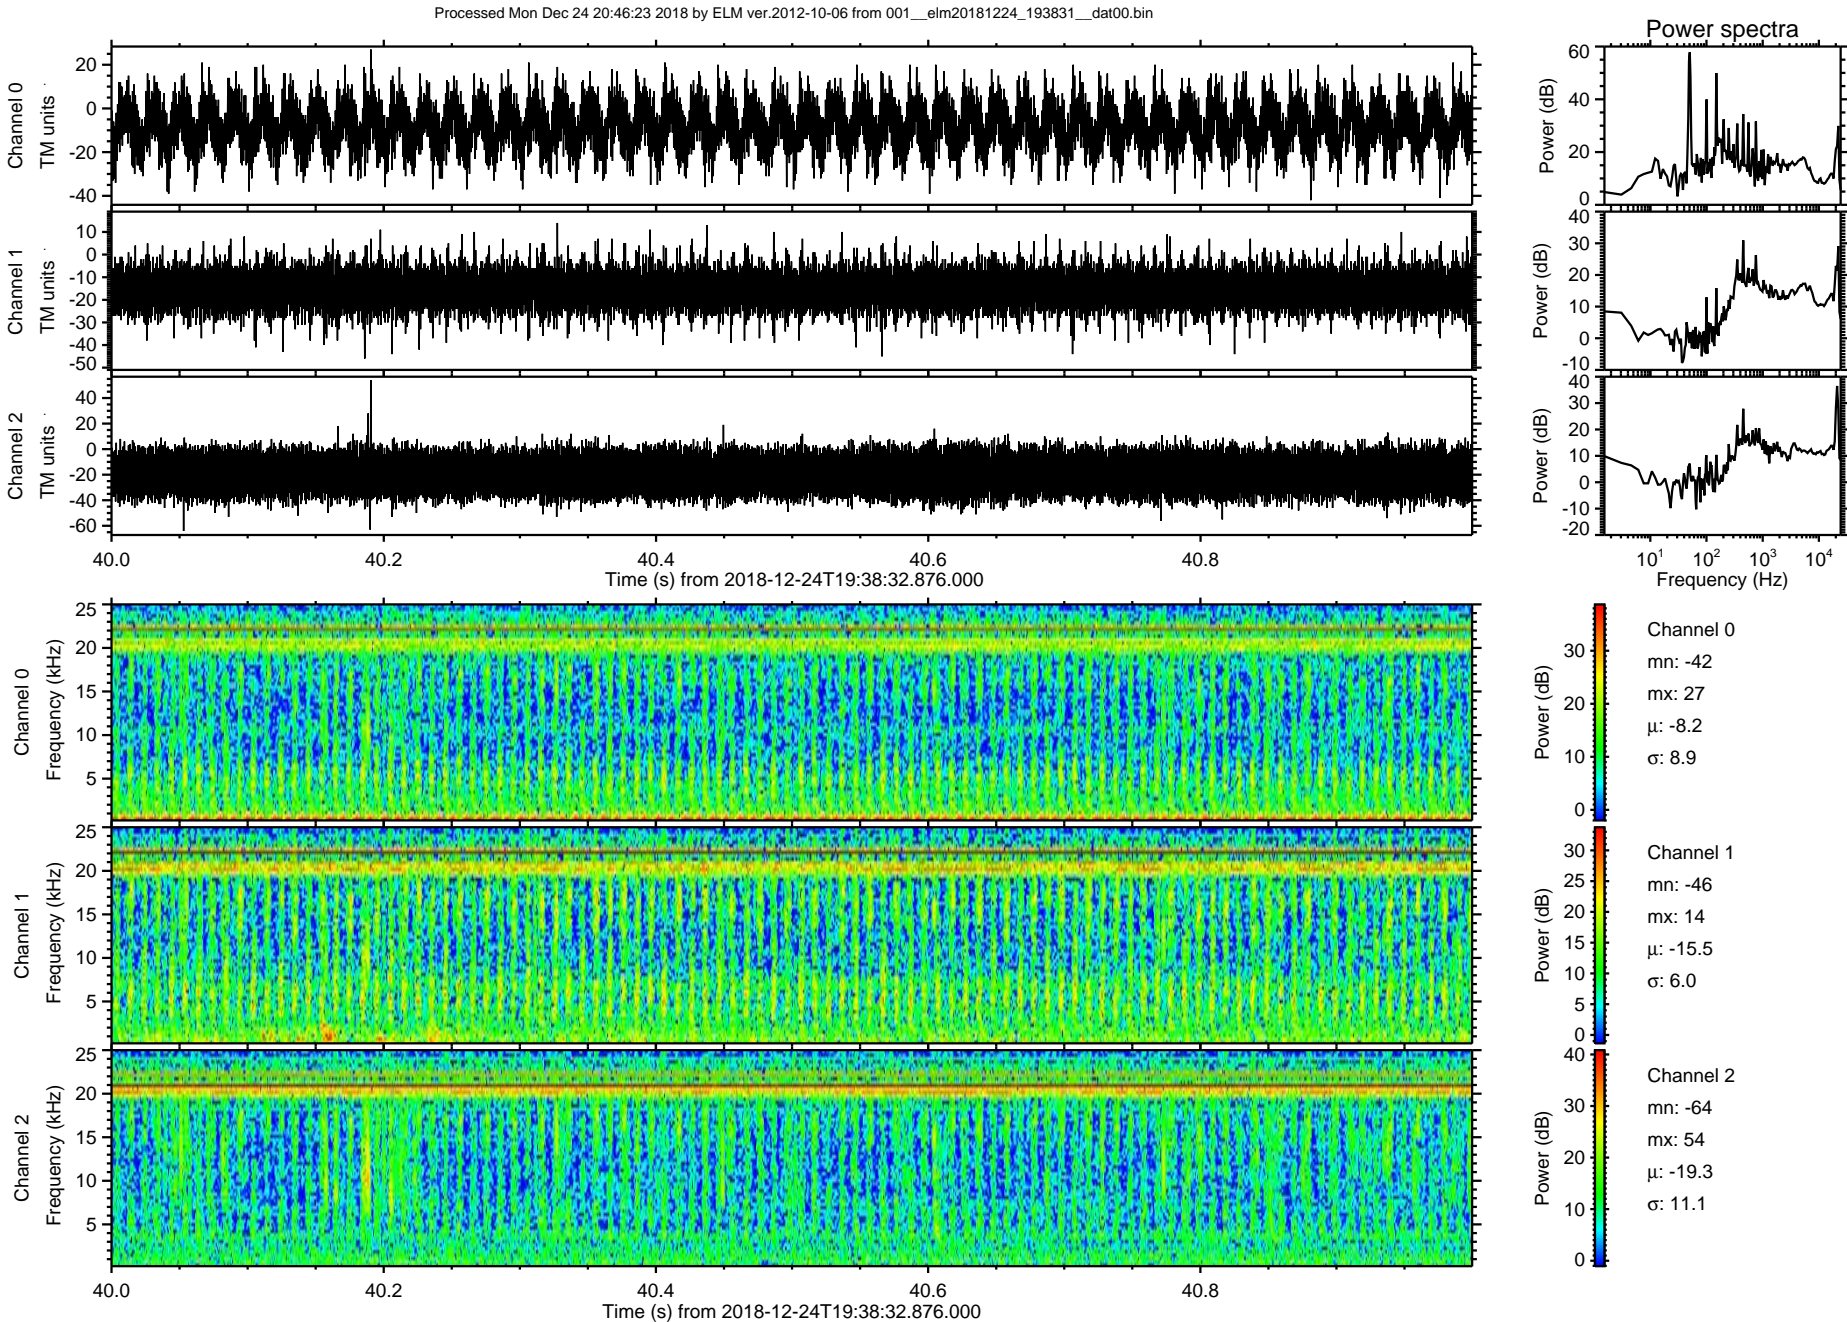 Processed Mon Dec 24 20:46:23 2018 by ELM ver.2012-10-06 from 001__elm20181224_193831__dat00.bin
Power spectra
Channel 0
TM units
20
0
-20
-40
Power (dB)
60
40
20
0
Channel 1
TM units
10
0
-10
-20
-30
-40
-50
Power (dB)
40
30
20
10
0
-10
Channel 2
TM units
40
20
0
-20
-40
-60
Power (dB)
40
30
20
10
0
-10
-20
40.0 40.2 40.4 40.6 40.8
Time (s) from 2018-12-24T19:38:32.876.000
10¹ 10² 10³ 10⁴
Frequency (Hz)
Channel 0
Frequency (kHz)
25
20
15
10
5
Power (dB)
30
20
10
0
Channel 0
mn: -42
mx: 27
μ: -8.2
σ: 8.9
Channel 1
Frequency (kHz)
25
20
15
10
5
Power (dB)
30
25
20
15
10
5
0
Channel 1
mn: -46
mx: 14
μ: -15.5
σ: 6.0
Channel 2
Frequency (kHz)
25
20
15
10
5
Power (dB)
40
30
20
10
0
Channel 2
mn: -64
mx: 54
μ: -19.3
σ: 11.1
40.0 40.2 40.4 40.6 40.8
Time (s) from 2018-12-24T19:38:32.876.000